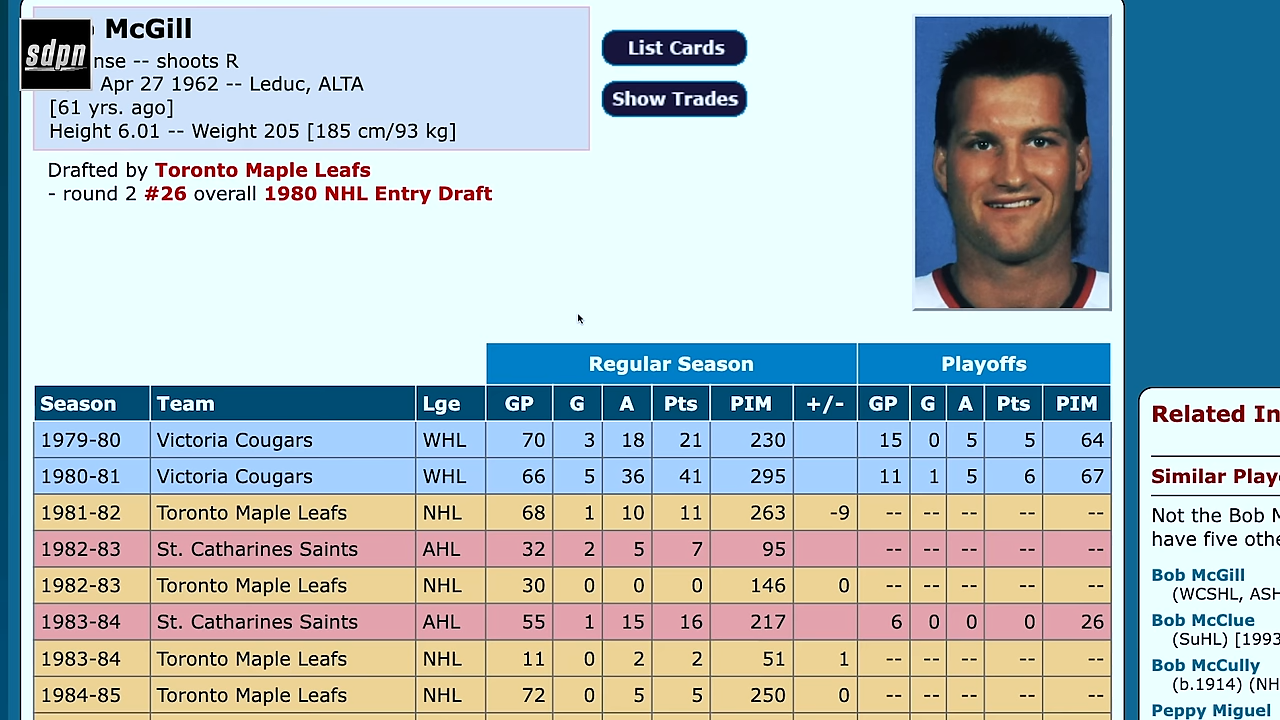 sdpn
McGill
nse -- shoots R
Apr 27 1962 -- Leduc, ALTA
[61 yrs. ago]
Height 6.01 -- Weight 205 [185 cm/93 kg]
List Cards
Show Trades
Drafted by Toronto Maple Leafs
- round 2 #26 overall 1980 NHL Entry Draft
Regular Season Playoffs
Season Team Lge GP G A Pts PIM +/- GP G A Pts PIM
1979-80 Victoria Cougars WHL 70 3 18 21 230 15 0 5 5 64
1980-81 Victoria Cougars WHL 66 5 36 41 295 11 1 5 6 67
1981-82 Toronto Maple Leafs NHL 68 1 10 11 263 -9 -- -- -- -- --
1982-83 St. Catharines Saints AHL 32 2 5 7 95 -- -- -- -- --
1982-83 Toronto Maple Leafs NHL 30 0 0 0 146 0 -- -- -- -- --
1983-84 St. Catharines Saints AHL 55 1 15 16 217 6 0 0 0 26
1983-84 Toronto Maple Leafs NHL 11 0 2 2 51 1 -- -- -- -- --
1984-85 Toronto Maple Leafs NHL 72 0 5 5 250 0 -- -- -- -- --
Related In
Similar Play
Not the Bob M
have five othe
Bob McGill
(WCSHL, ASH
Bob McClue
(SuHL) [1993
Bob McCully
(b.1914) (NH
Peppy Miguel